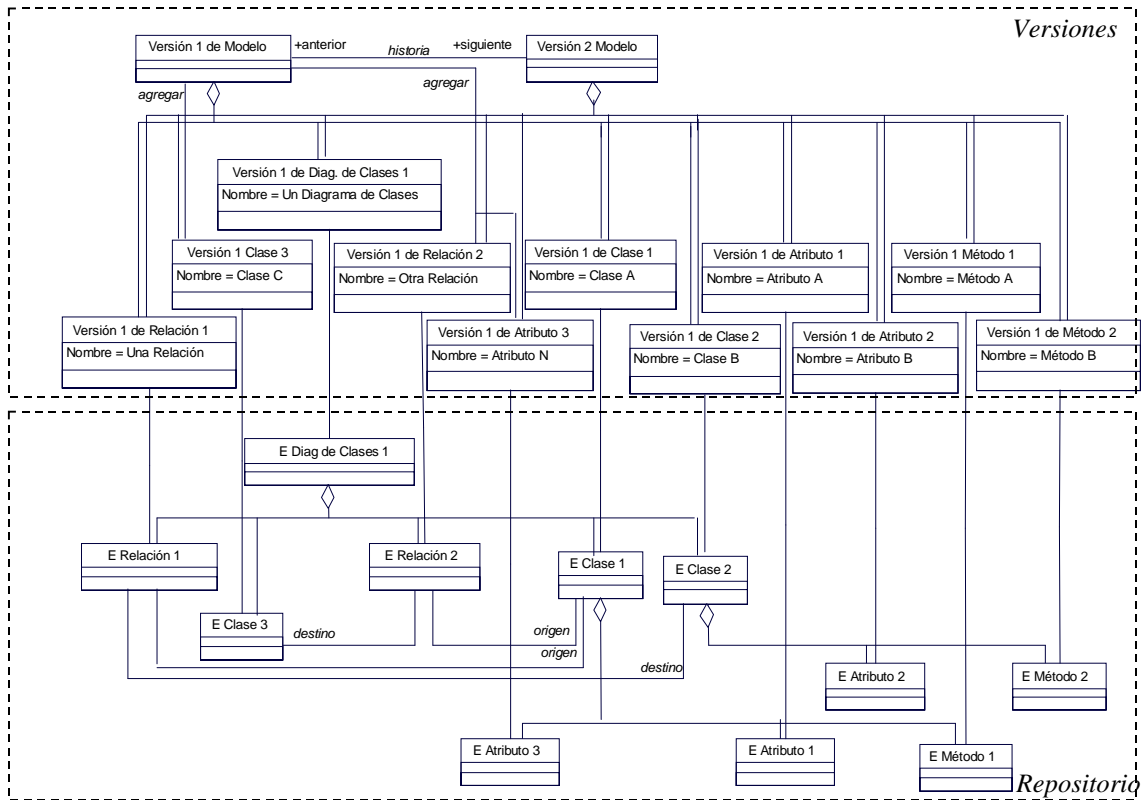 Versiones
Versión 1 de Modelo
+anterior
historia
+siguiente
Versión 2 Modelo
agregar
agregar
Versión 1 de Diag. de Clases 1
Nombre = Un Diagrama de Clases
Versión 1 Clase 3
Nombre = Clase C
Versión 1 de Relación 2
Nombre = Otra Relación
Versión 1 de Clase 1
Nombre = Clase A
Versión 1 de Atributo 1
Nombre = Atributo A
Versión 1 Método 1
Nombre = Método A
Versión 1 de Relación 1
Nombre = Una Relación
Versión 1 de Atributo 3
Nombre = Atributo N
Versión 1 de Clase 2
Nombre = Clase B
Versión 1 de Atributo 2
Nombre = Atributo B
Versión 1 de Método 2
Nombre = Método B
E Diag de Clases 1
E Relación 1
E Relación 2
E Clase 1
E Clase 2
E Clase 3
destino
origen
origen
destino
E Atributo 2
E Método 2
E Atributo 3
E Atributo 1
E Método 1
Repositorio